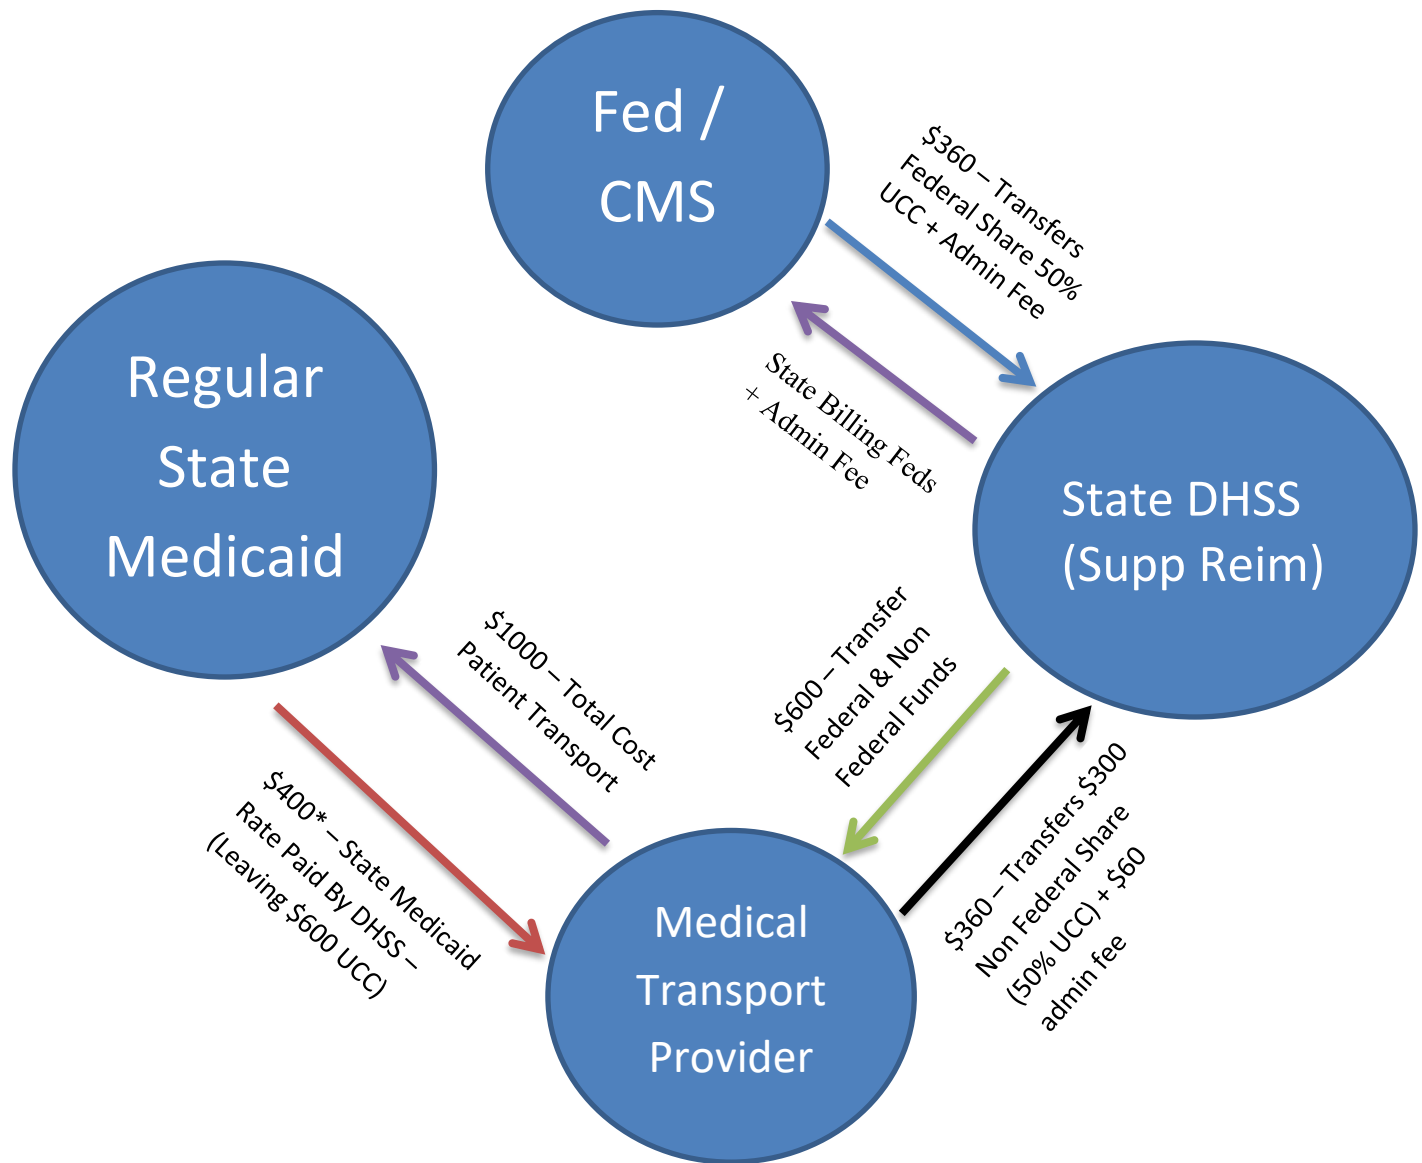 Fed /
CMS
$360 – Transfers
Federal Share 50%
UCC + Admin Fee
State Billing Feds
+ Admin Fee
Regular
State
Medicaid
State DHSS
(Supp Reim)
$1000 – Total Cost
Patient Transport
$400* – State Medicaid
Rate Paid By DHSS –
(Leaving $600 UCC)
$600 – Transfer
Federal & Non
Federal Funds
$360 – Transfers $300
Non Federal Share
(50% UCC) + $60
admin fee
Medical
Transport
Provider